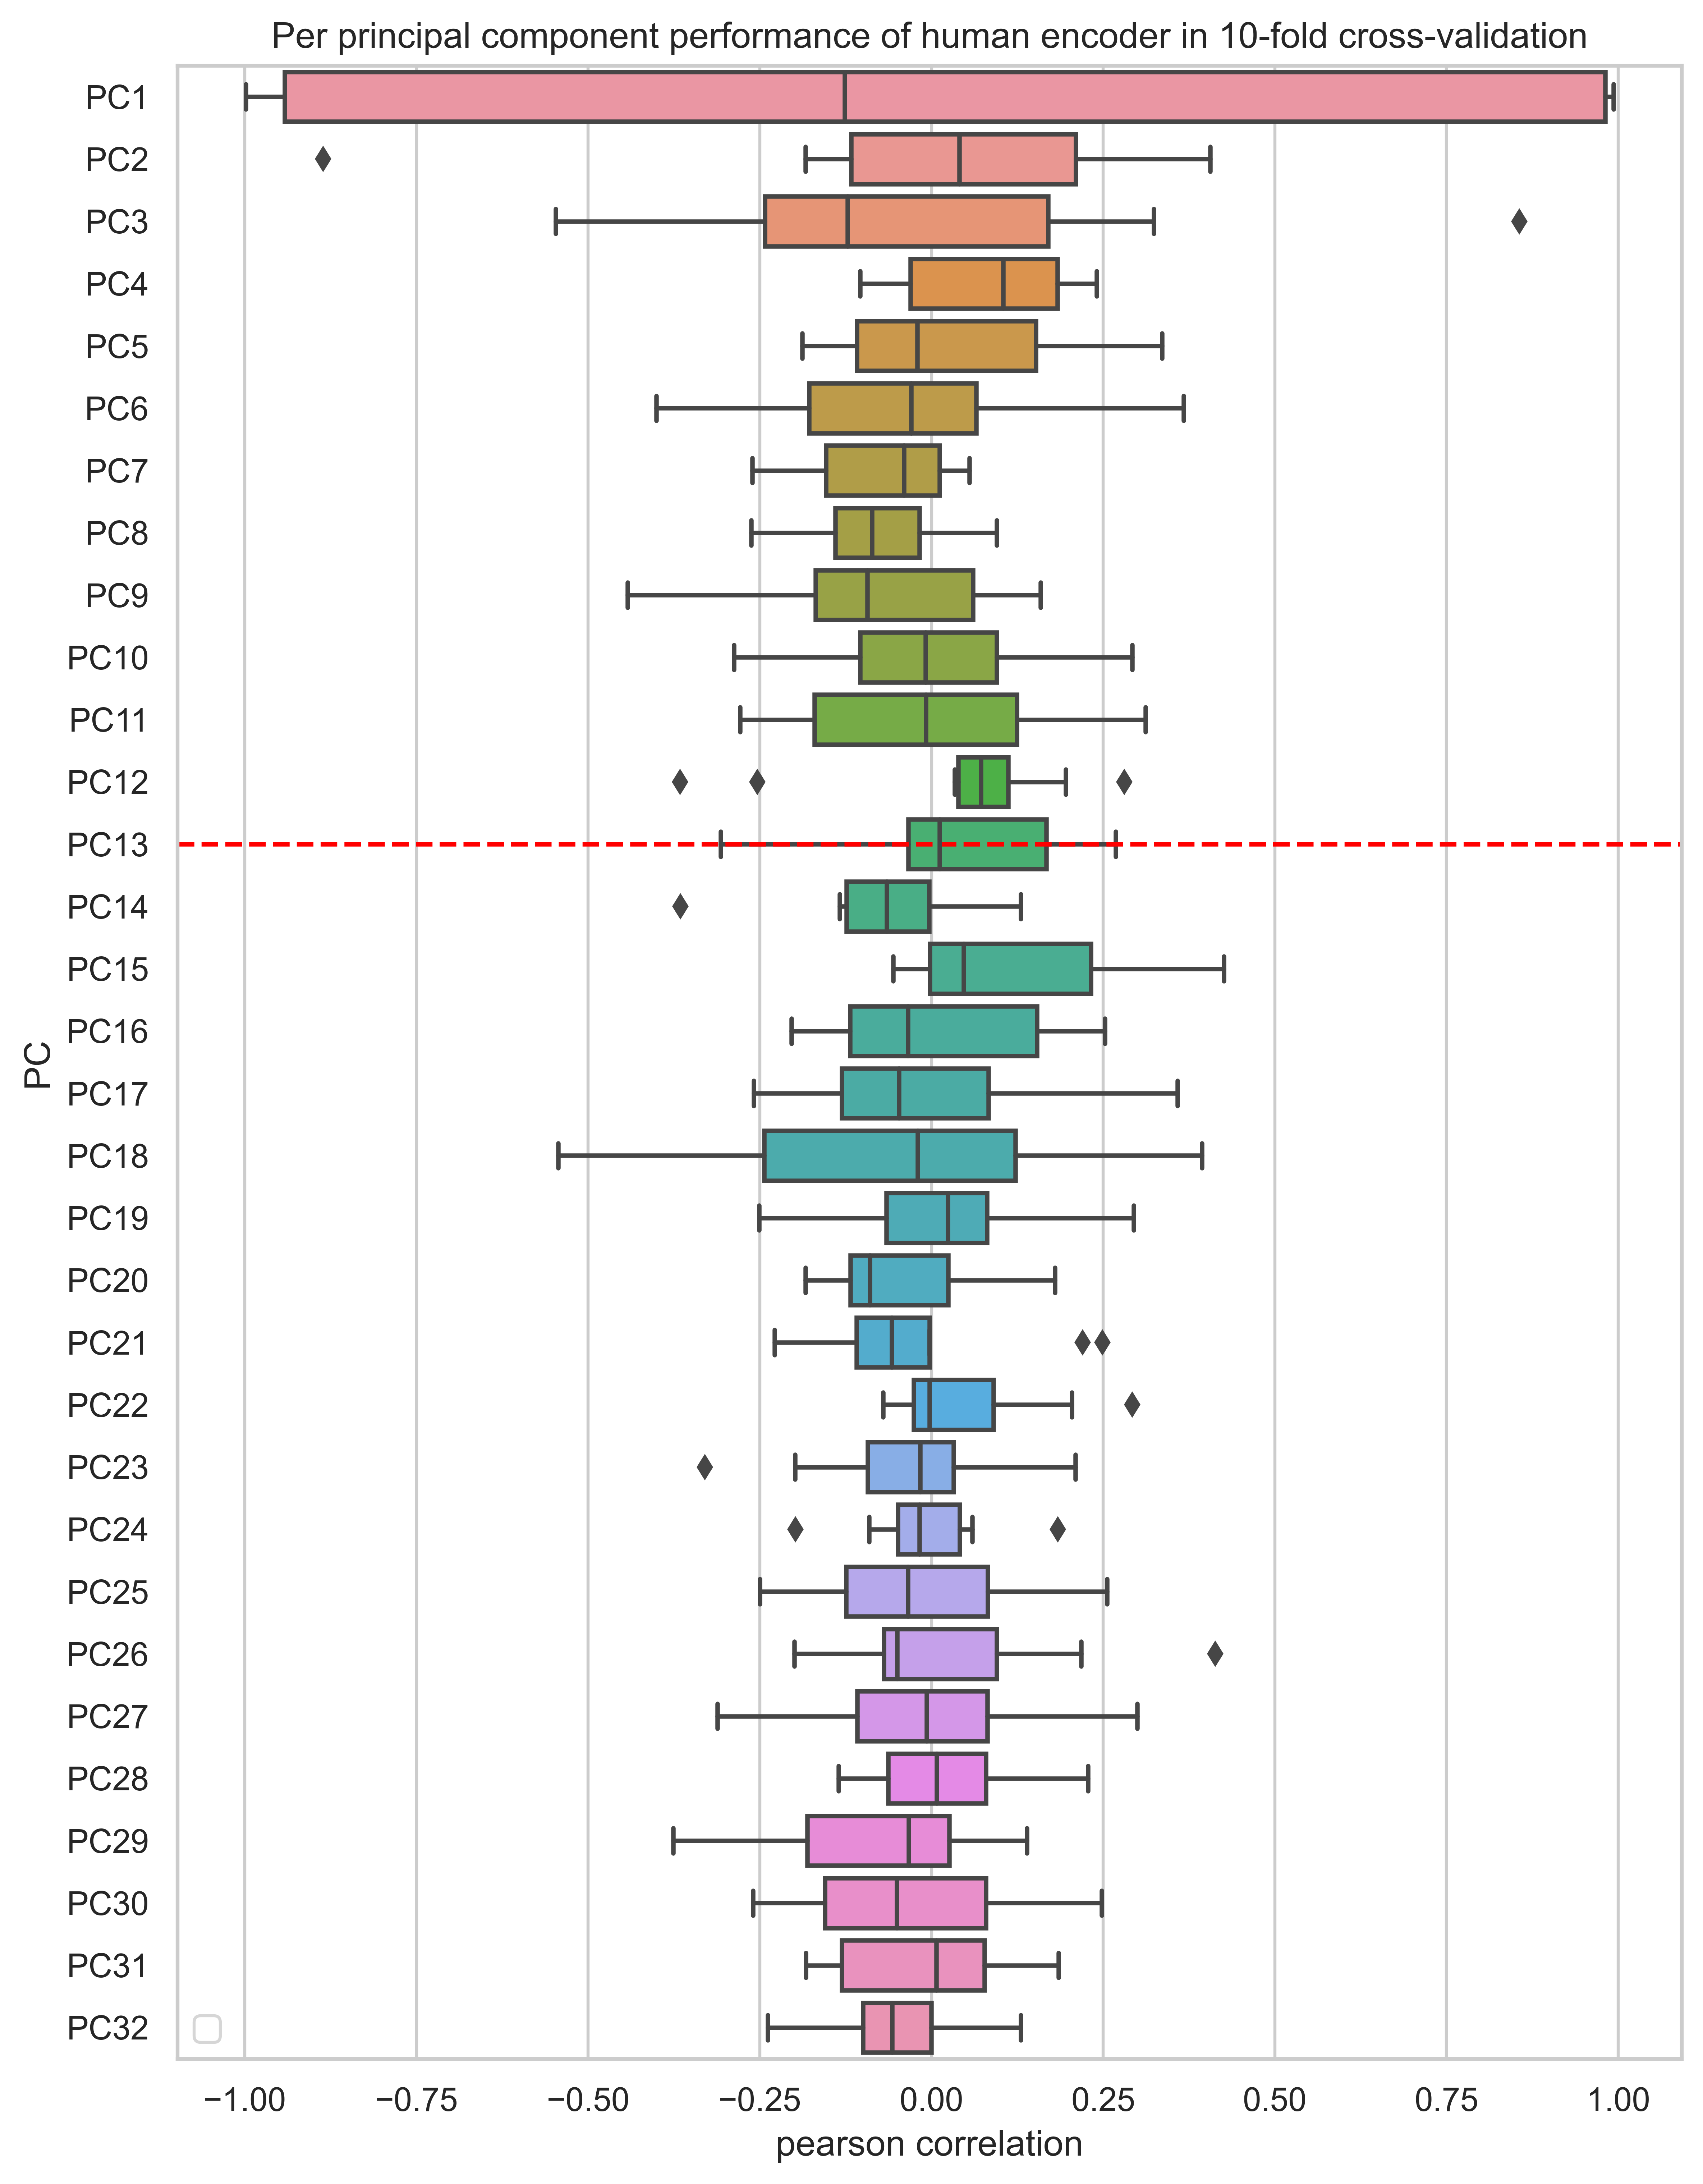 Per principal component performance of human encoder in 10-fold cross-validation
PC1
PC2
PC3
PC4
PC5
PC6
PC7
PC8
PC9
PC10
PC11
PC12
PC13
PC14
PC15
PC16
PC17
PC18
PC19
PC20
PC21
PC22
PC23
PC24
PC25
PC26
PC27
PC28
PC29
PC30
PC31
PC32
PC
−1.00 −0.75 −0.50 −0.25 0.00 0.25 0.50 0.75 1.00
pearson correlation